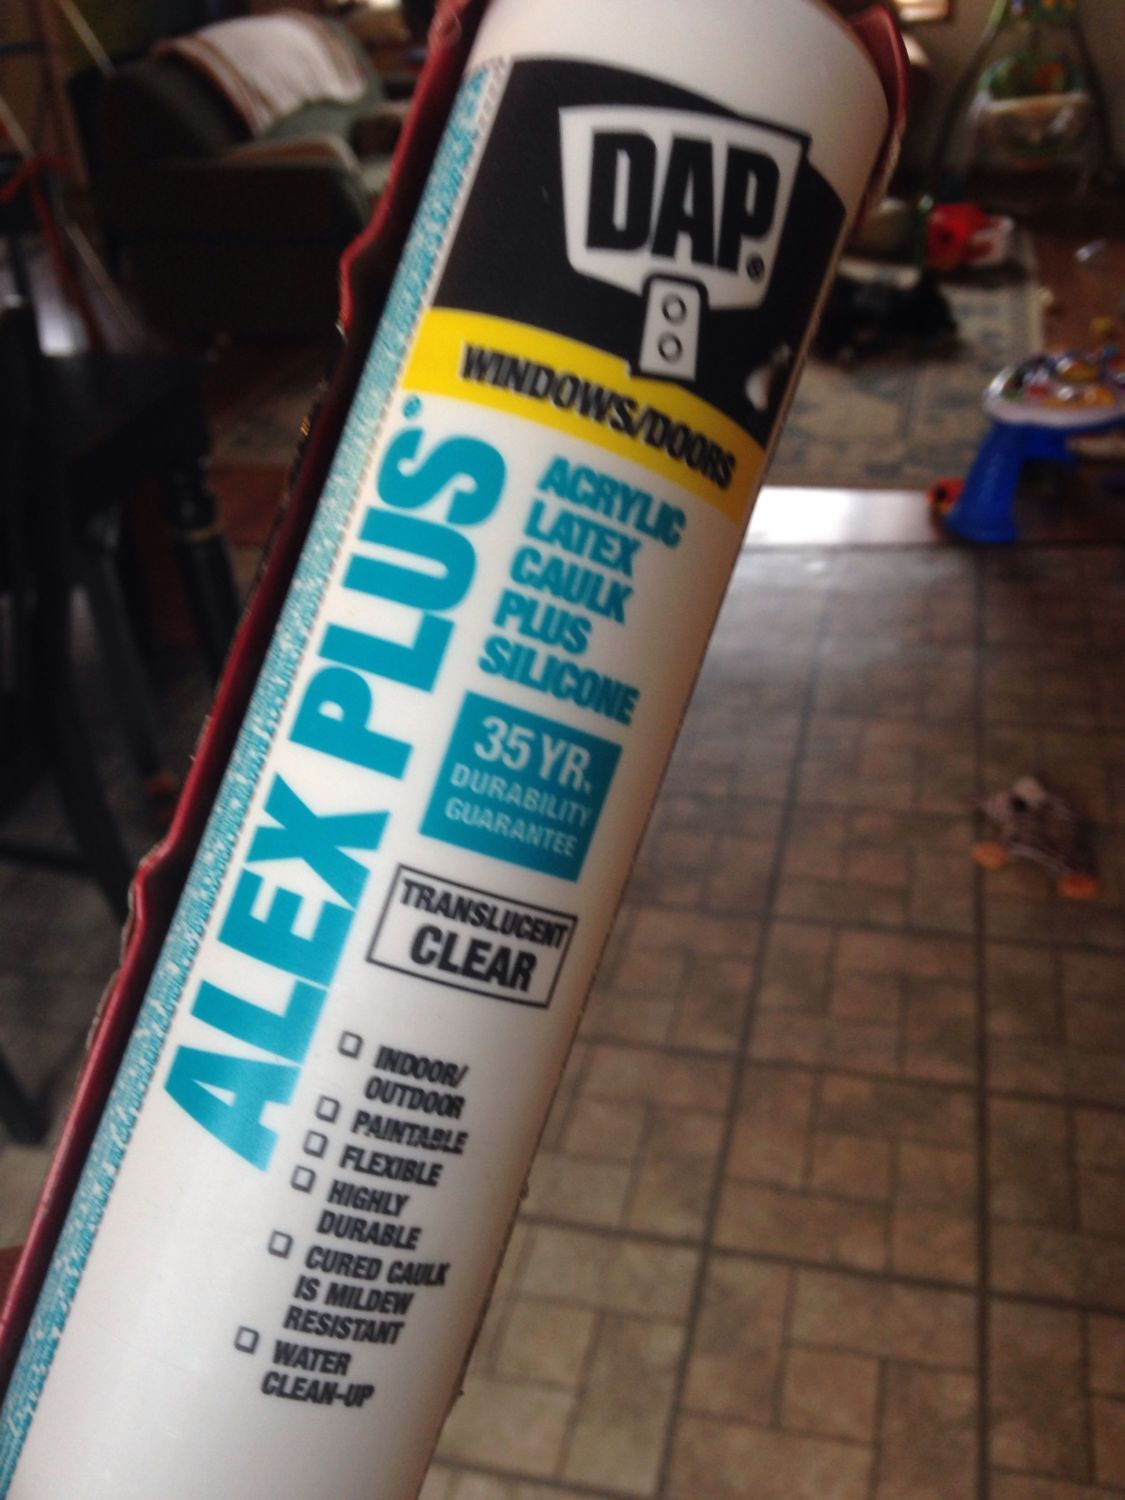 DAP®
WINDOWS/DOORS
ALEX PLUS®
ACRYLIC
LATEX
CAULK
PLUS
SILICONE
35 YR.
DURABILITY
GUARANTEE
TRANSLUCENT
CLEAR
INDOOR/
OUTDOOR
PAINTABLE
FLEXIBLE
HIGHLY
DURABLE
CURED CAULK
IS MILDEW
RESISTANT
WATER
CLEAN-UP